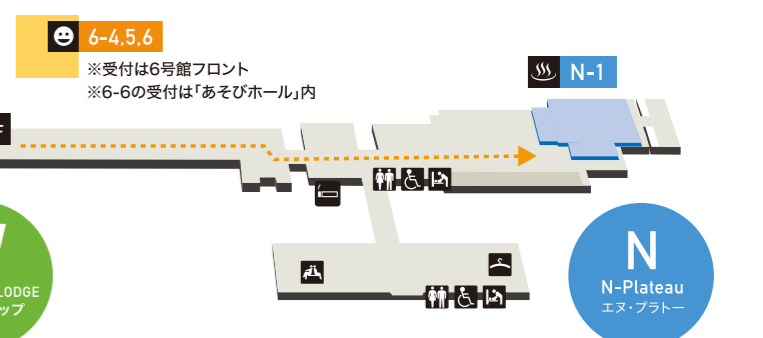 6-4,5,6
※受付は6号館フロント
※6-6の受付は「あそびホール」内
N-1
LODGE
ップ
N
N-Plateau
エヌ・プラトー